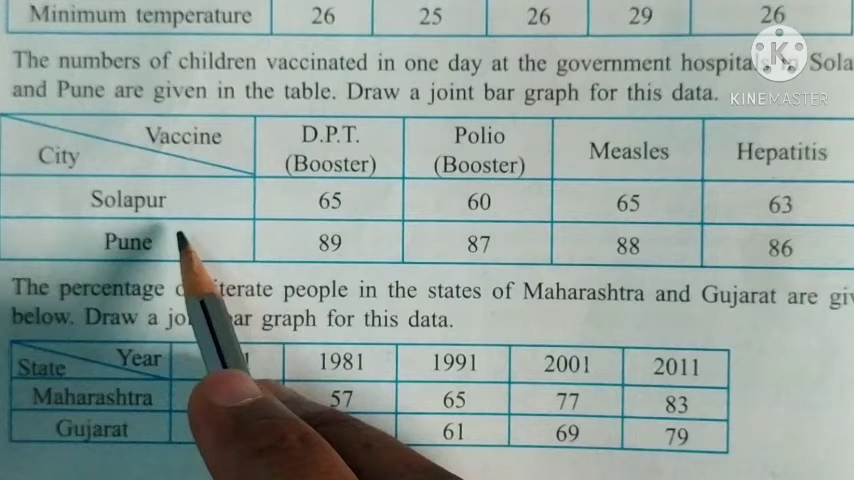 Minimum temperature 26 25 26 29 26
The numbers of children vaccinated in one day at the government hospitals in Sola
and Pune are given in the table. Draw a joint bar graph for this data.
K
KINEMASTER
Vaccine D.P.T. Polio Measles Hepatitis
City (Booster) (Booster)
Solapur 65 60 65 63
Pune 89 87 88 86
The percentage iterate people in the states of Maharashtra and Gujarat are giv
below. Draw a jo ar graph for this data.
State Year 1 1981 1991 2001 2011
Maharashtra 57 65 77 83
Gujarat 61 69 79